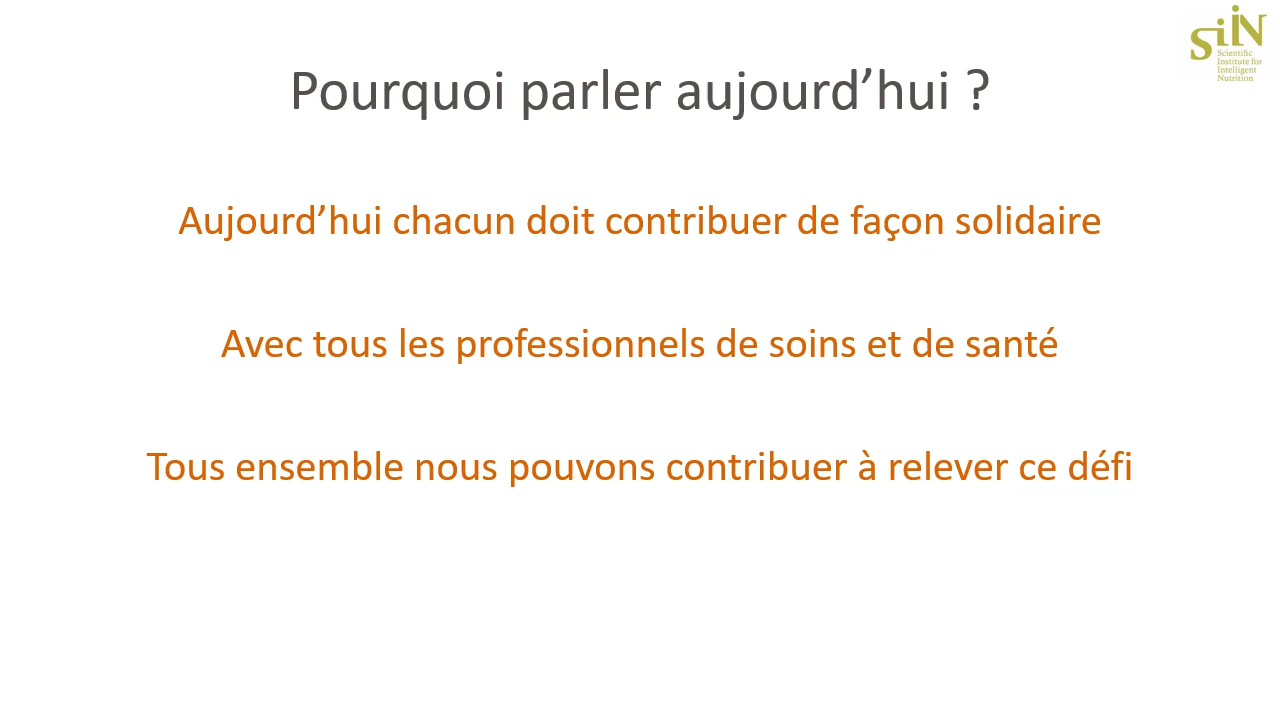 SiiN
Scientific
Institute for
Intelligent
Nutrition
Pourquoi parler aujourd’hui ?
Aujourd’hui chacun doit contribuer de façon solidaire
Avec tous les professionnels de soins et de santé
Tous ensemble nous pouvons contribuer à relever ce défi